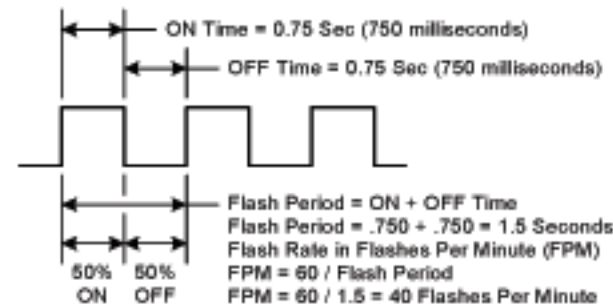 ON Time = 0.75 Sec (750 milliseconds)
OFF Time = 0.75 Sec (750 milliseconds)
Flash Period = ON + OFF Time
Flash Period = .750 + .750 = 1.5 Seconds
Flash Rate in Flashes Per Minute (FPM)
50% 50% FPM = 60 / Flash Period
ON OFF FPM = 60 / 1.5 = 40 Flashes Per Minute